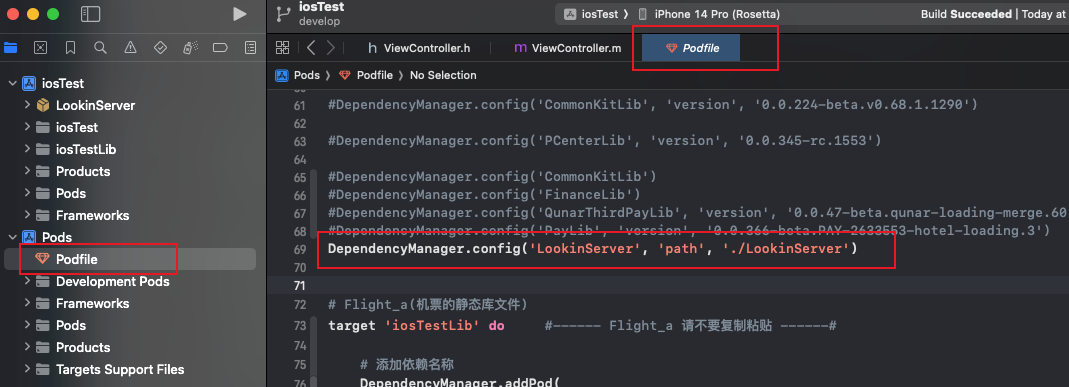 iosTest
develop
iosTest
iPhone 14 Pro (Rosetta)
Build Succeeded | Today at
ViewController.h
ViewController.m
Podfile
Pods
Podfile
No Selection
iosTest
LookinServer
iosTest
iosTestLib
Products
Pods
Frameworks
Pods
Podfile
Development Pods
Frameworks
Pods
Products
Targets Support Files
61 #DependencyManager.config('CommonKitLib', 'version', '0.0.224-beta.v0.68.1.1290')
62
63 #DependencyManager.config('PCenterLib', 'version', '0.0.345-rc.1553')
64
65 #DependencyManager.config('CommonKitLib')
66 #DependencyManager.config('FinanceLib')
67 #DependencyManager.config('QunarThirdPayLib', 'version', '0.0.47-beta.qunar-loading-merge.60
68 #DependencyManager.config('PayLib', 'version', '0.0.366-beta.PAY-2633553-hotel-loading.3')
69 DependencyManager.config('LookinServer', 'path', './LookinServer')
70
71
72 # Flight_a(机票的静态库文件)
73 target 'iosTestLib' do #------ Flight_a 请不要复制粘贴 ------#
74
75 # 添加依赖名称
76 DependencyManager.addPod(